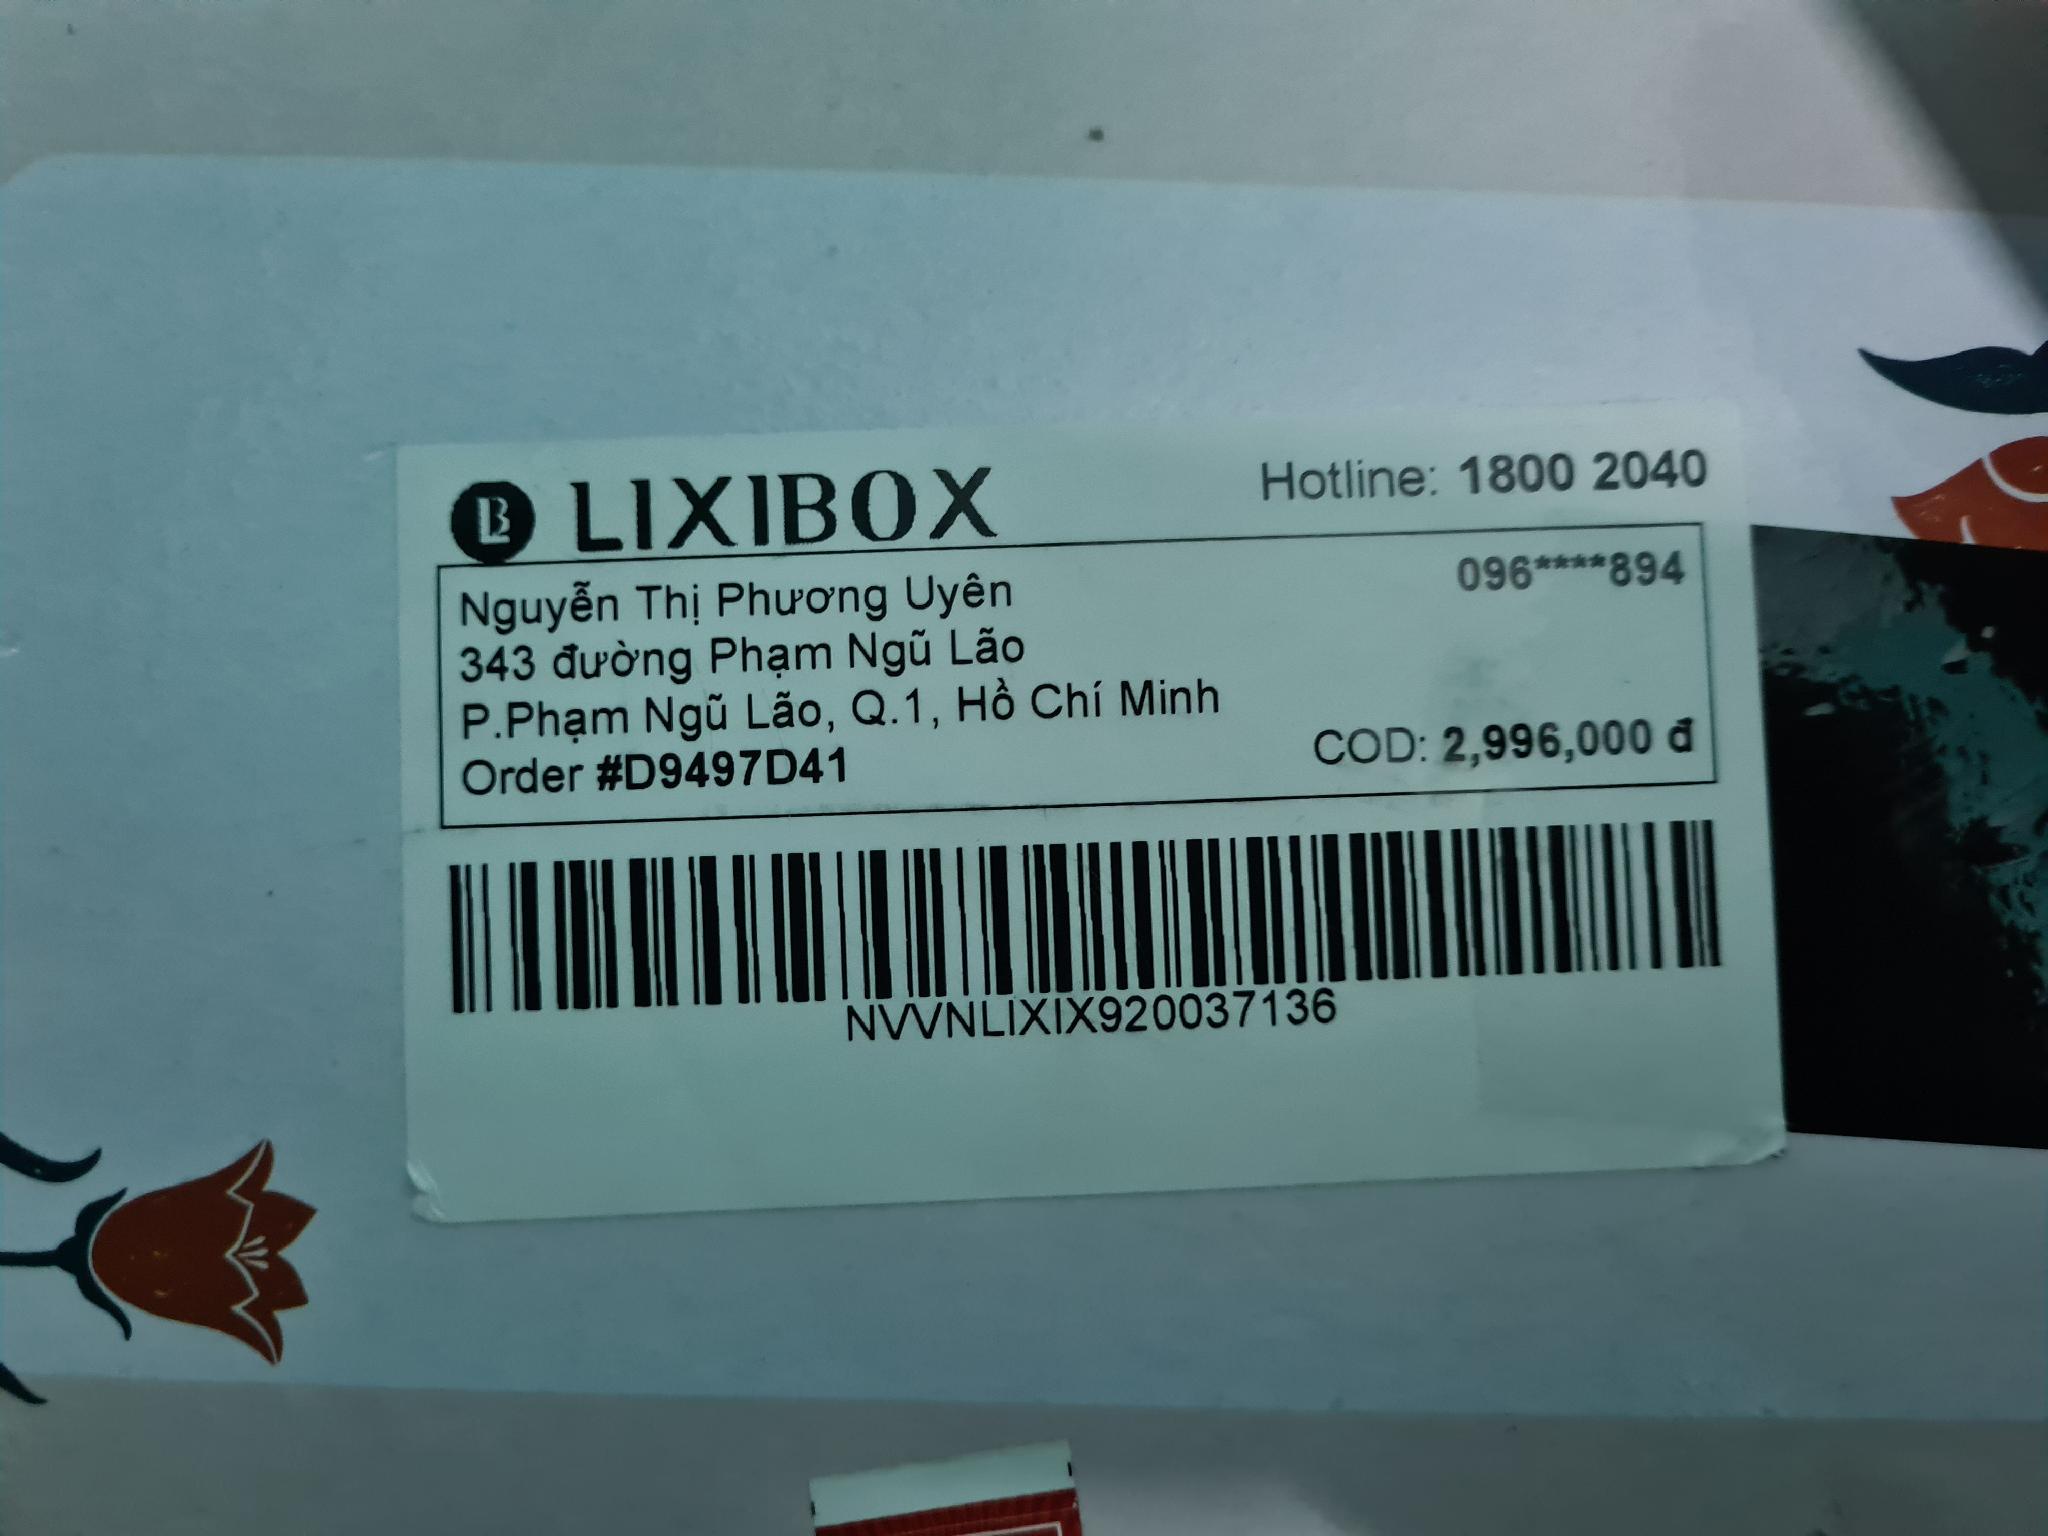 LIXIBOX
Hotline: 1800 2040
Nguyễn Thị Phương Uyên
096****894
343 đường Phạm Ngũ Lão
P.Phạm Ngũ Lão, Q.1, Hồ Chí Minh
Order #D9497D41
COD: 2,996,000 đ
NVVNLIXIX920037136